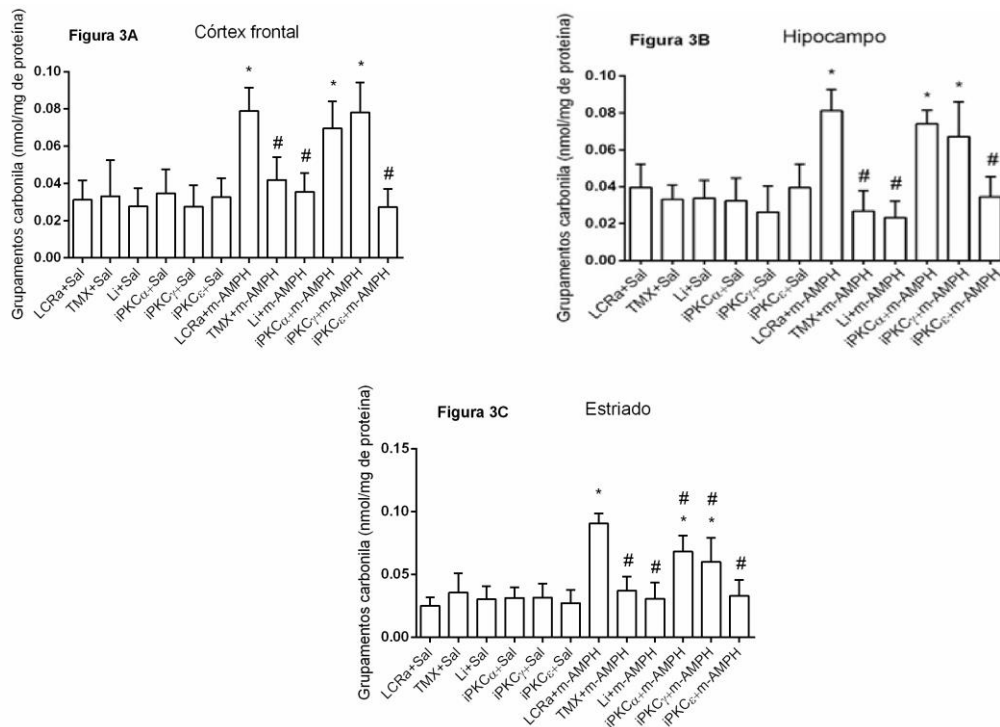 Figura 3A
Córtex frontal
Grupamentos carbonila (nmol/mg de proteína)
0.10
0.08
0.06
0.04
0.02
0.00
*
#
#
*
*
#
LCRa+Sal
TMX+Sal
Li+Sal
iPKCα+Sal
iPKCγ+Sal
iPKCε+Sal
LCRa+m-AMPH
TMX+m-AMPH
Li+m-AMPH
iPKCα+m-AMPH
iPKCγ+m-AMPH
iPKCε+m-AMPH
Figura 3B
Hipocampo
Grupamentos carbonila (nmol/mg de proteína)
0.10
0.08
0.06
0.04
0.02
0.00
*
#
#
*
*
#
LCRa+Sal
TMX+Sal
Li+Sal
iPKCα+Sal
iPKCγ+Sal
iPKCε+Sal
LCRa+m-AMPH
TMX+m-AMPH
Li+m-AMPH
iPKCα+m-AMPH
iPKCγ+m-AMPH
iPKCε+m-AMPH
Figura 3C
Estriado
Grupamentos carbonila (nmol/mg de proteína)
0.15
0.10
0.05
0.00
*
#
#
#
*
#
*
#
LCRa+Sal
TMX+Sal
Li+Sal
iPKCα+Sal
iPKCγ+Sal
iPKCε+Sal
LCRa+m-AMPH
TMX+m-AMPH
Li+m-AMPH
iPKCα+m-AMPH
iPKCγ+m-AMPH
iPKCε+m-AMPH